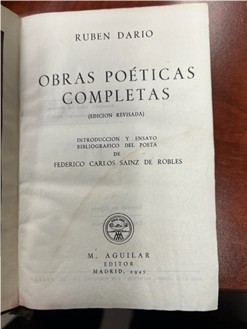 RUBEN DARIO
OBRAS POÉTICAS
COMPLETAS
(EDICION REVISADA)
INTRODUCCION Y ENSAYO
BIBLIOGRAFICO DEL POETA
DE
FEDERICO CARLOS SAINZ DE ROBLES
M. AGUILAR
EDITOR
MADRID, 1945